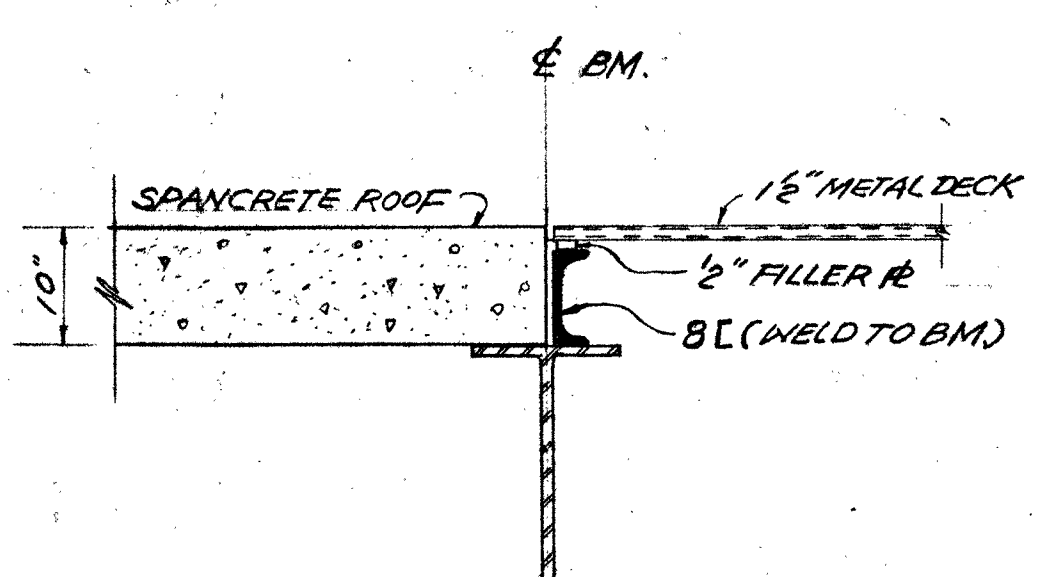 ℄ BM.
SPANCRETE ROOF
1½" METAL DECK
10"
½" FILLER ⅊
8[ (WELD TO BM.)